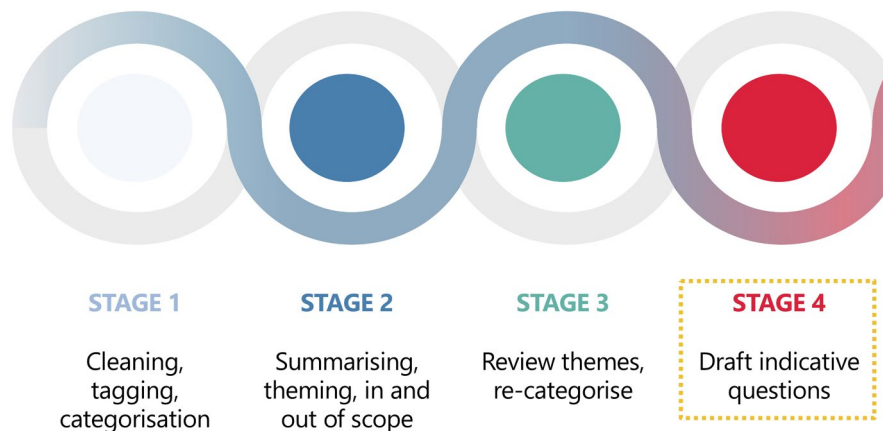 STAGE 1
Cleaning,
tagging,
categorisation
STAGE 2
Summarising,
theming, in and
out of scope
STAGE 3
Review themes,
re-categorise
STAGE 4
Draft indicative
questions